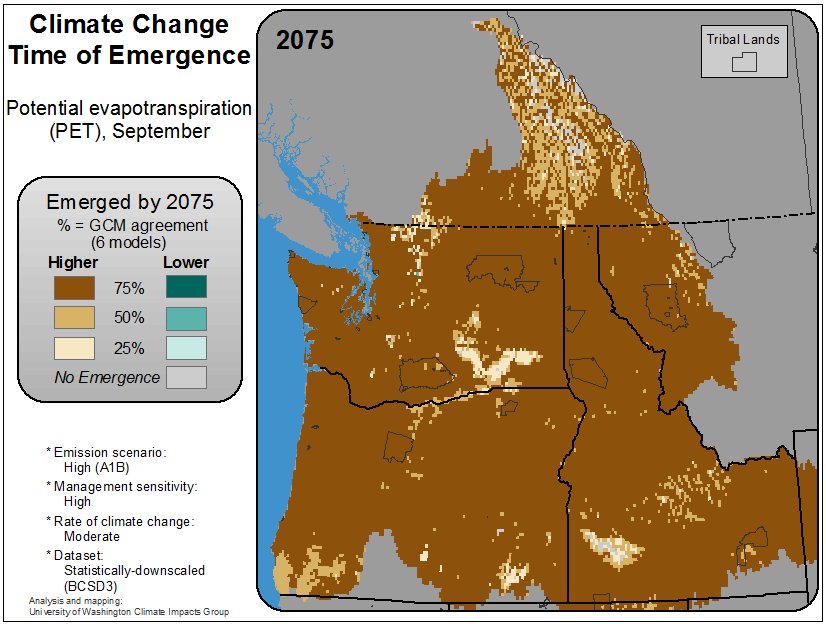 Climate Change
Time of Emergence
Potential evapotranspiration
(PET), September
Emerged by 2075
% = GCM agreement
(6 models)
Higher Lower
75%
50%
25%
No Emergence
* Emission scenario:
High (A1B)
* Management sensitivity:
High
* Rate of climate change:
Moderate
* Dataset:
Statistically-downscaled
(BCSD3)
Analysis and mapping:
University of Washington Climate Impacts Group
2075
Tribal Lands